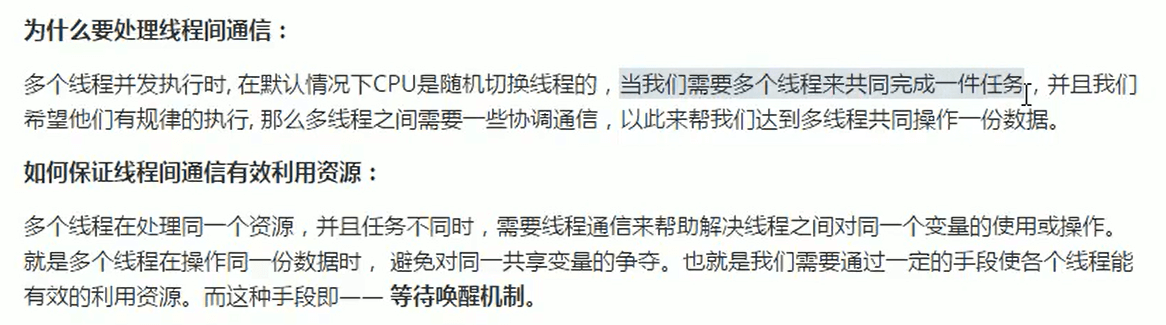 为什么要处理线程间通信：
多个线程并发执行时, 在默认情况下CPU是随机切换线程的，当我们需要多个线程来共同完成一件任务，并且我们
希望他们有规律的执行, 那么多线程之间需要一些协调通信，以此来帮我们达到多线程共同操作一份数据。
如何保证线程间通信有效利用资源：
多个线程在处理同一个资源，并且任务不同时，需要线程通信来帮助解决线程之间对同一个变量的使用或操作。
就是多个线程在操作同一份数据时， 避免对同一共享变量的争夺。也就是我们需要通过一定的手段使各个线程能
有效的利用资源。而这种手段即—— 等待唤醒机制。